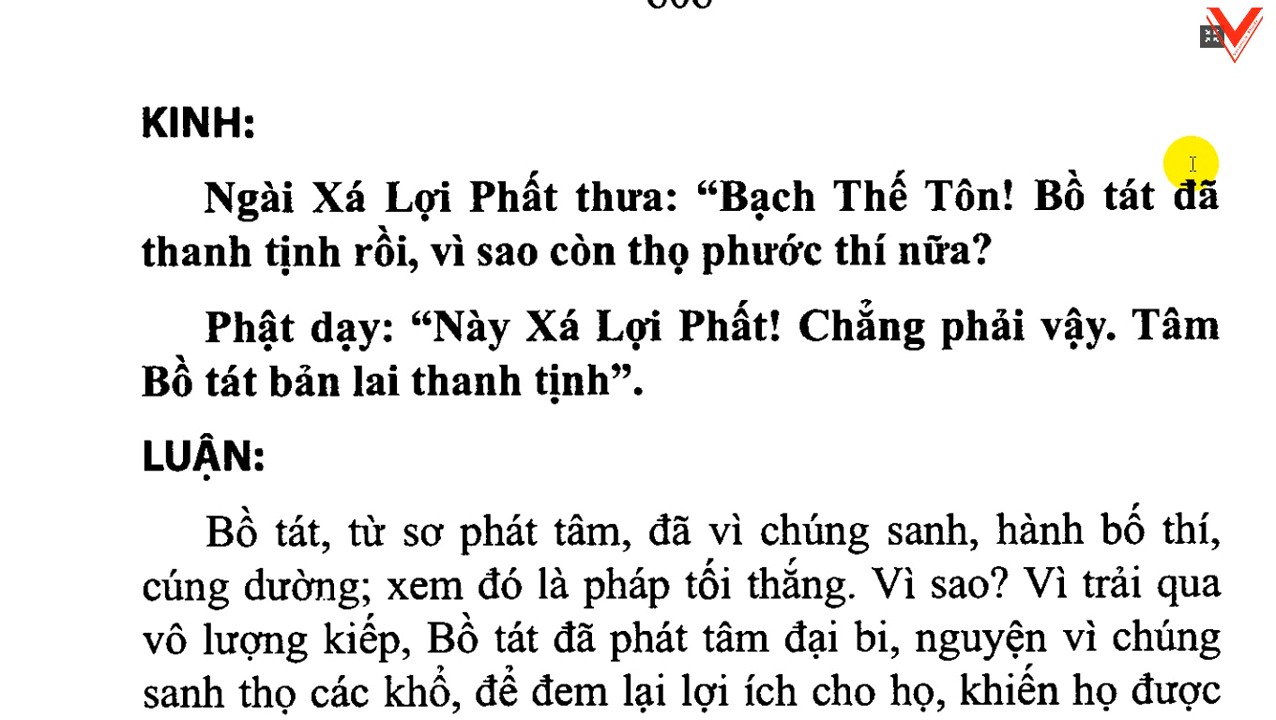 KINH:
Ngài Xá Lợi Phất thưa: “Bạch Thế Tôn! Bồ tát đã
thanh tịnh rồi, vì sao còn thọ phước thí nữa?
Phật dạy: “Này Xá Lợi Phất! Chẳng phải vậy. Tâm
Bồ tát bản lai thanh tịnh”.
LUẬN:
Bồ tát, từ sơ phát tâm, đã vì chúng sanh, hành bố thí,
cúng dường; xem đó là pháp tối thắng. Vì sao? Vì trải qua
vô lượng kiếp, Bồ tát đã phát tâm đại bi, nguyện vì chúng
sanh thọ các khổ, để đem lại lợi ích cho họ, khiến họ được